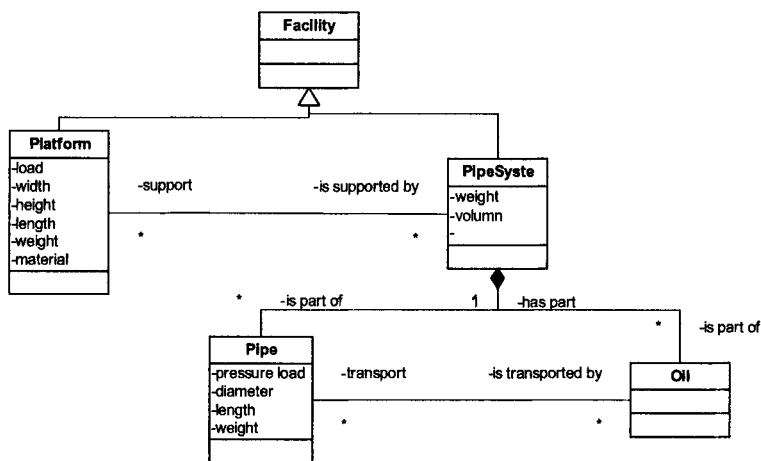 Facility
Platform
-load
-width
-height
-length
-weight
-material
-support
-is supported by
*
*
PipeSyste
-weight
-volumn
-
*
-is part of
1
-has part
*
-is part of
Pipe
-pressure load
-diameter
-length
-weight
-transport
-is transported by
*
*
Oil